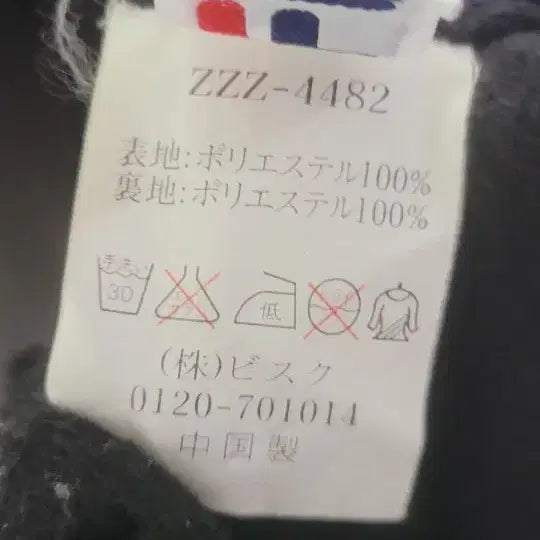 ZZZ-4482
表地:ポリエステル100%
裏地:ポリエステル100%
30
低
(株)ビスク
0120-701014
中国製